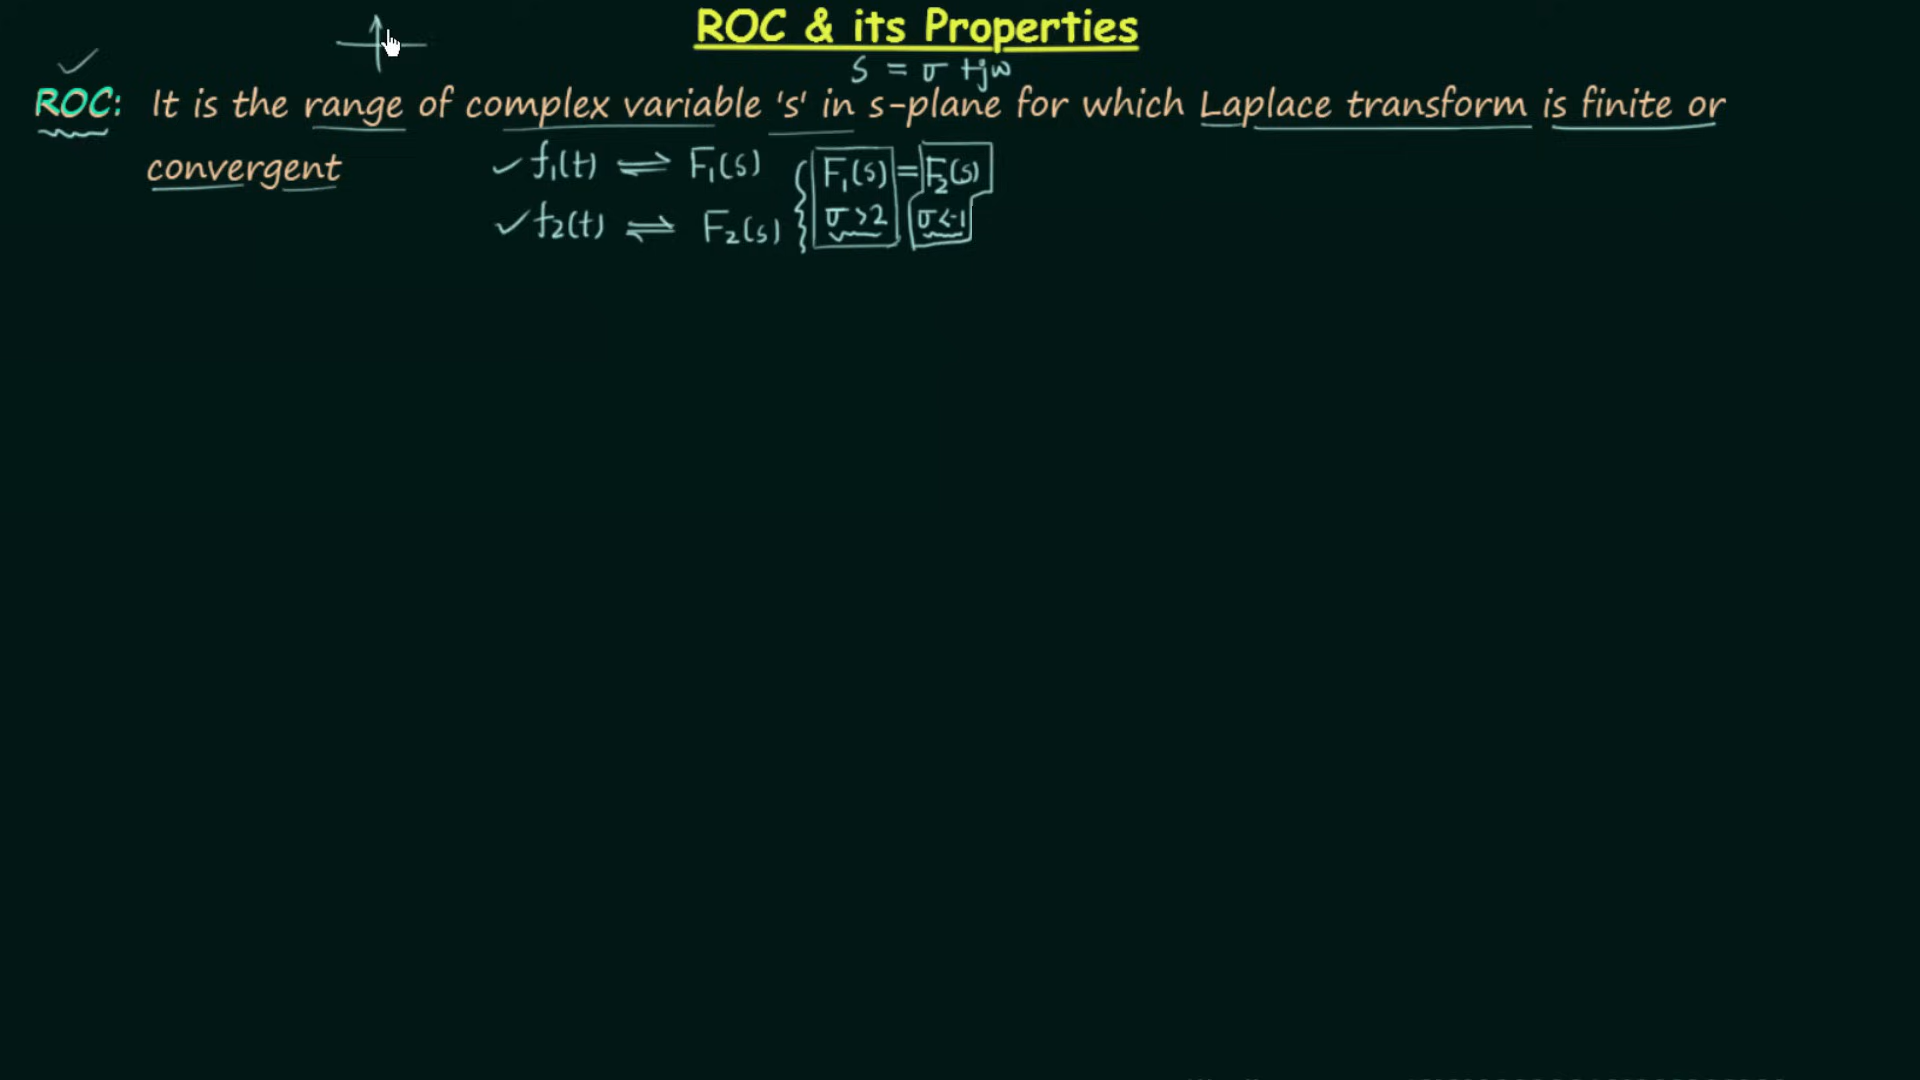 ROC & its Properties
S = σ + jω
ROC: It is the range of complex variable 's' in s-plane for which Laplace transform is finite or
convergent
✓ f₁(t) ⇌ F₁(s) { F₁(s) = F₂(s)
✓ f₂(t) ⇌ F₂(s) σ > 2 σ < -1